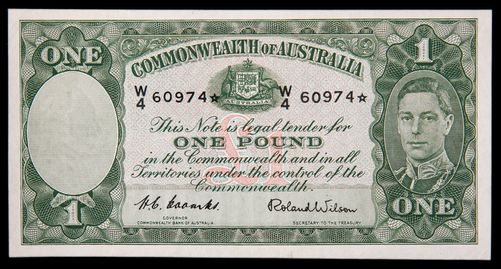 ONE
COMMONWEALTH OF AUSTRALIA
1
AUSTRALIA
W/4 60974☆
W/4 60974☆
This Note is legal tender for
ONE POUND
in the Commonwealth and in all
Territories under the control of the
Commonwealth.
H.C. Coombs
Roland Wilson
GOVERNOR
COMMONWEALTH BANK OF AUSTRALIA
SECRETARY TO THE TREASURY
1
ONE